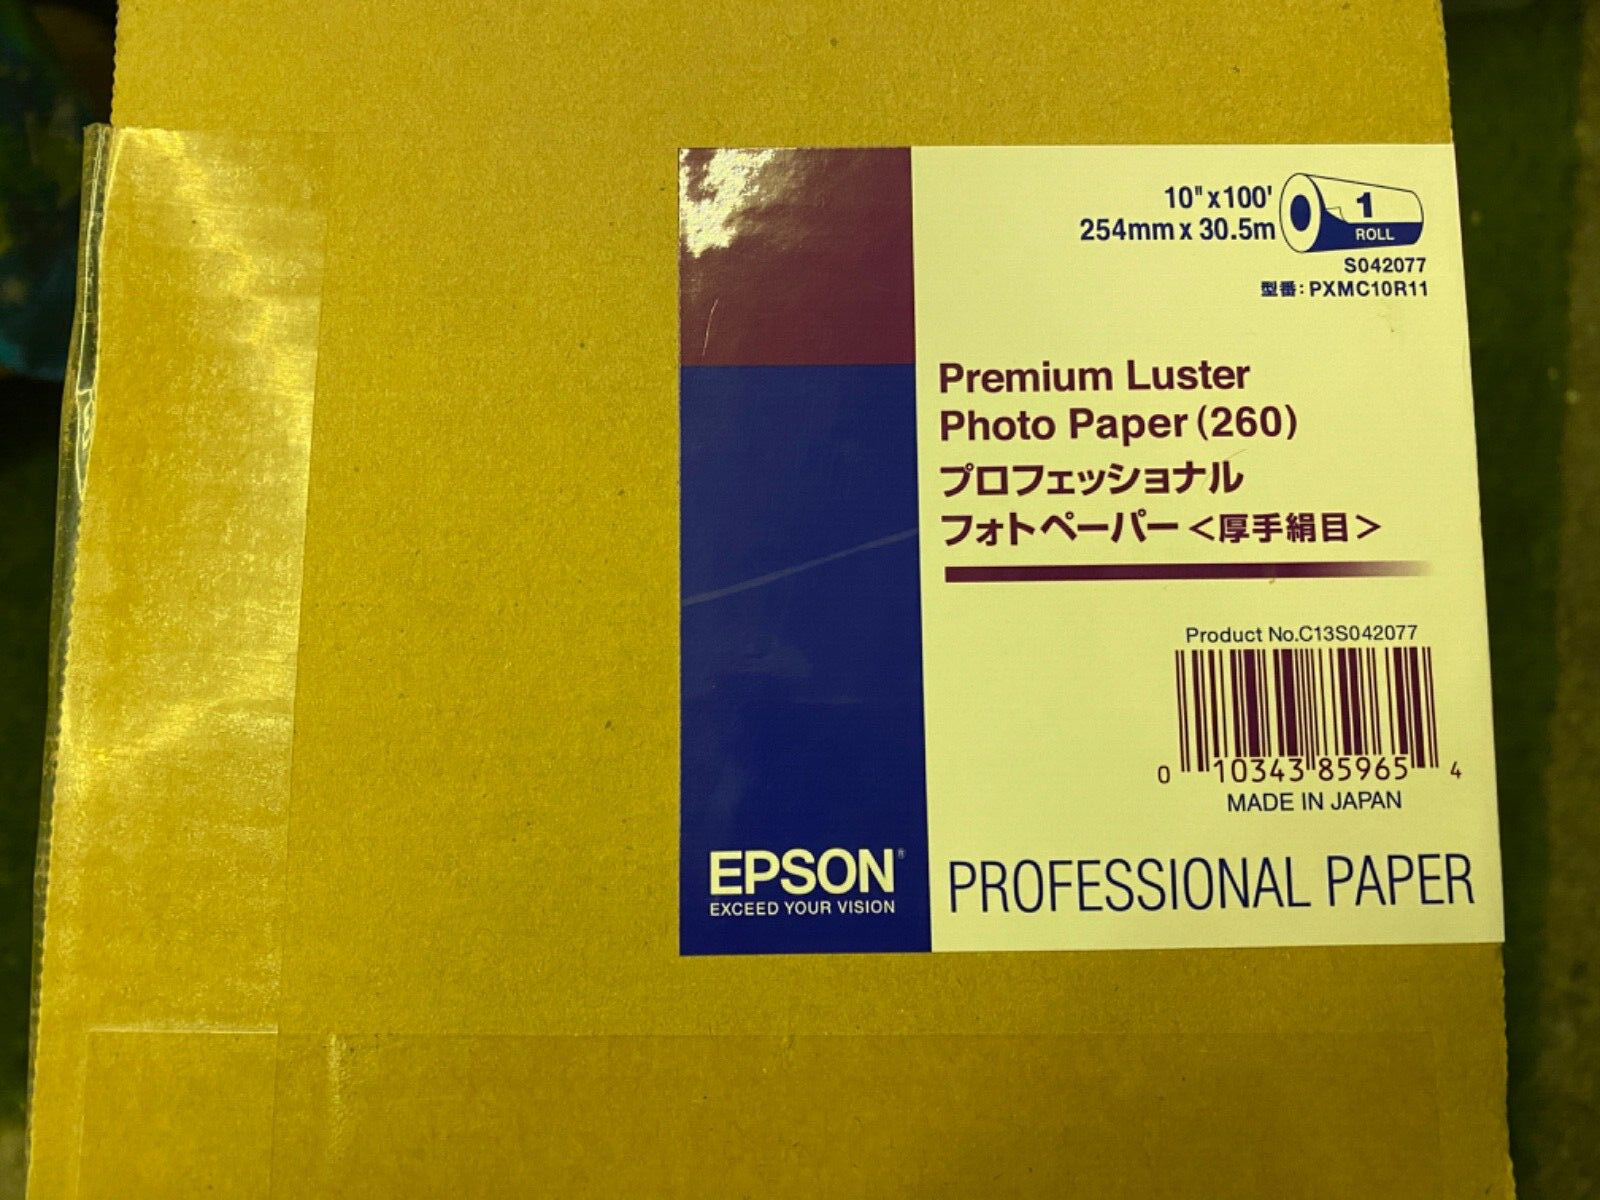 10"x100'
254mm x 30.5m
1
ROLL
S042077
型番:PXMC10R11
Premium Luster
Photo Paper(260)
プロフェッショナル
フォトペーパー<厚手絹目>
Product No.C13S042077
0 10343 85965 4
MADE IN JAPAN
EPSON®
EXCEED YOUR VISION
PROFESSIONAL PAPER